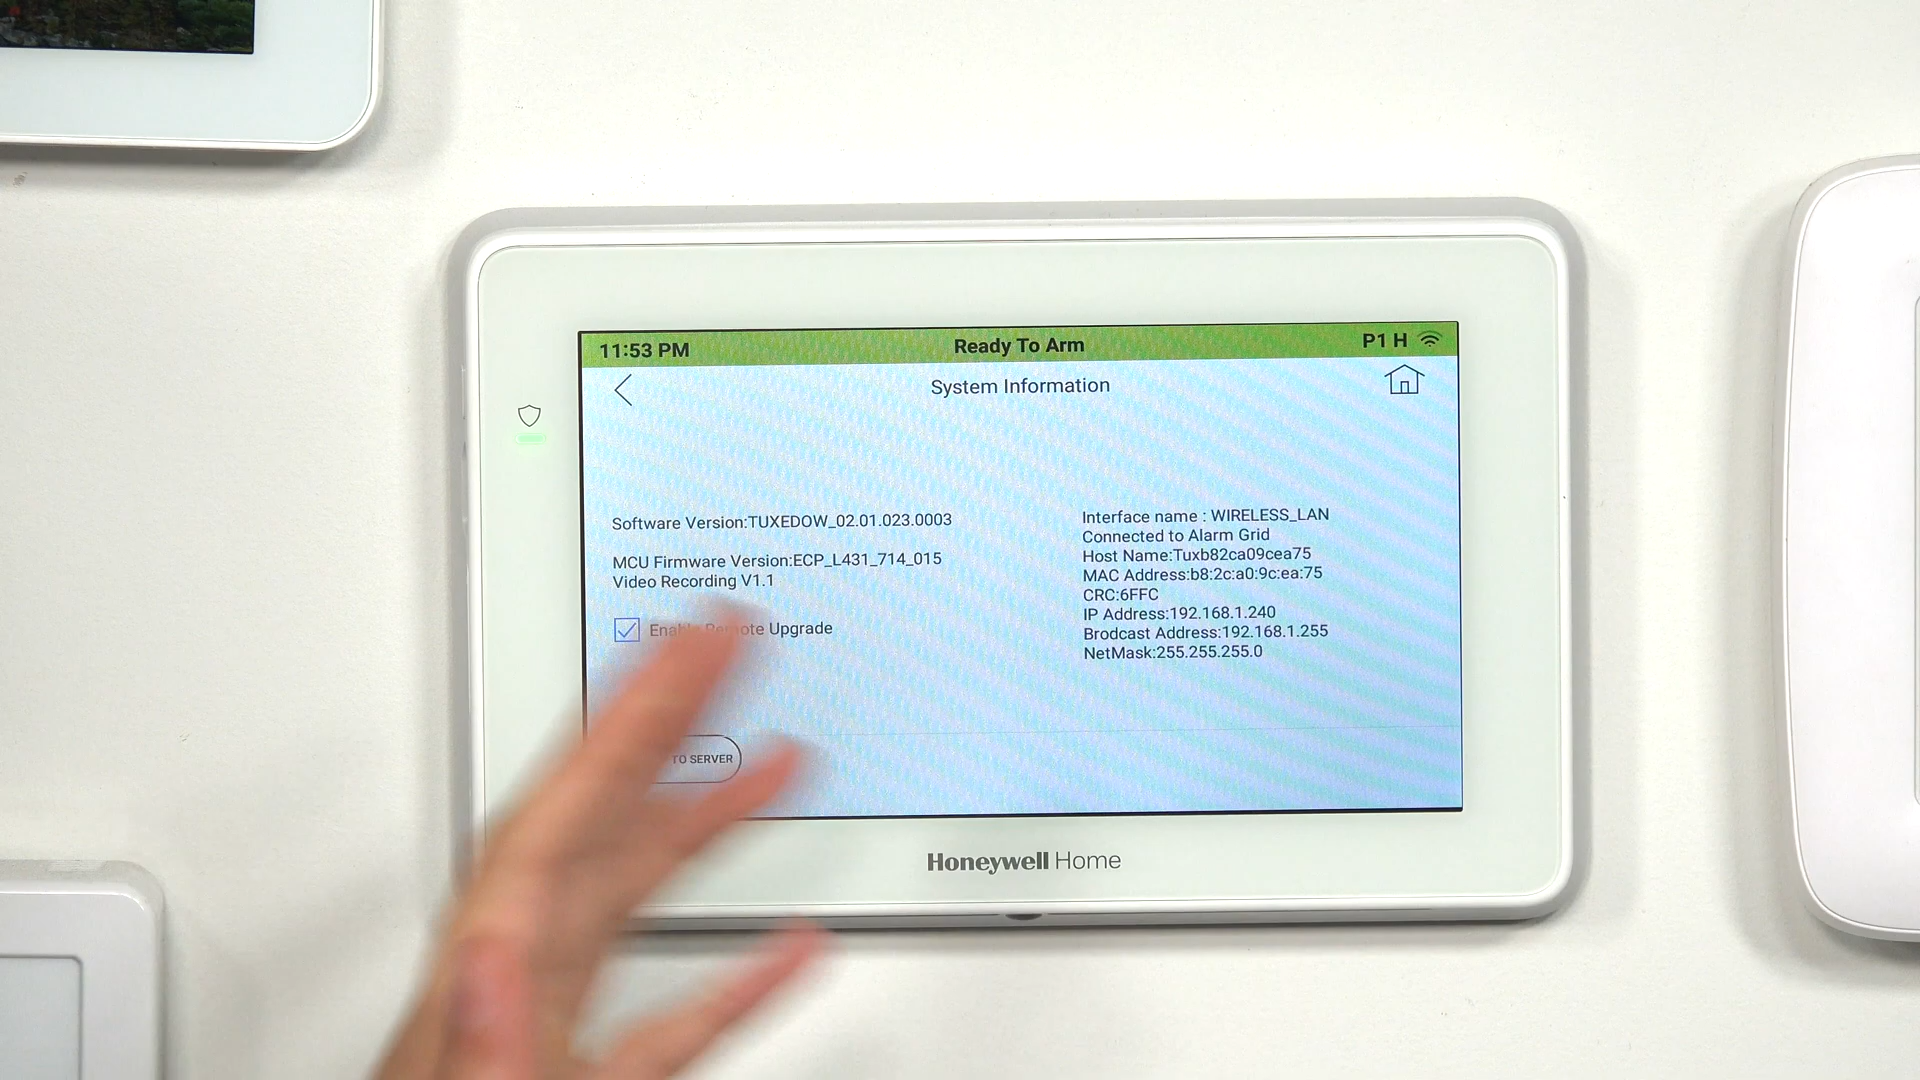 11:53 PM
Ready To Arm
P1 H
System Information
Software Version:TUXEDOW_02.01.023.0003
MCU Firmware Version:ECP_L431_714_015
Video Recording V1.1
Enable Remote Upgrade
TO SERVER
Interface name : WIRELESS_LAN
Connected to Alarm Grid
Host Name:Tuxb82ca09cea75
MAC Address:b8:2c:a0:9c:ea:75
CRC:6FFC
IP Address:192.168.1.240
Brodcast Address:192.168.1.255
NetMask:255.255.255.0
Honeywell Home